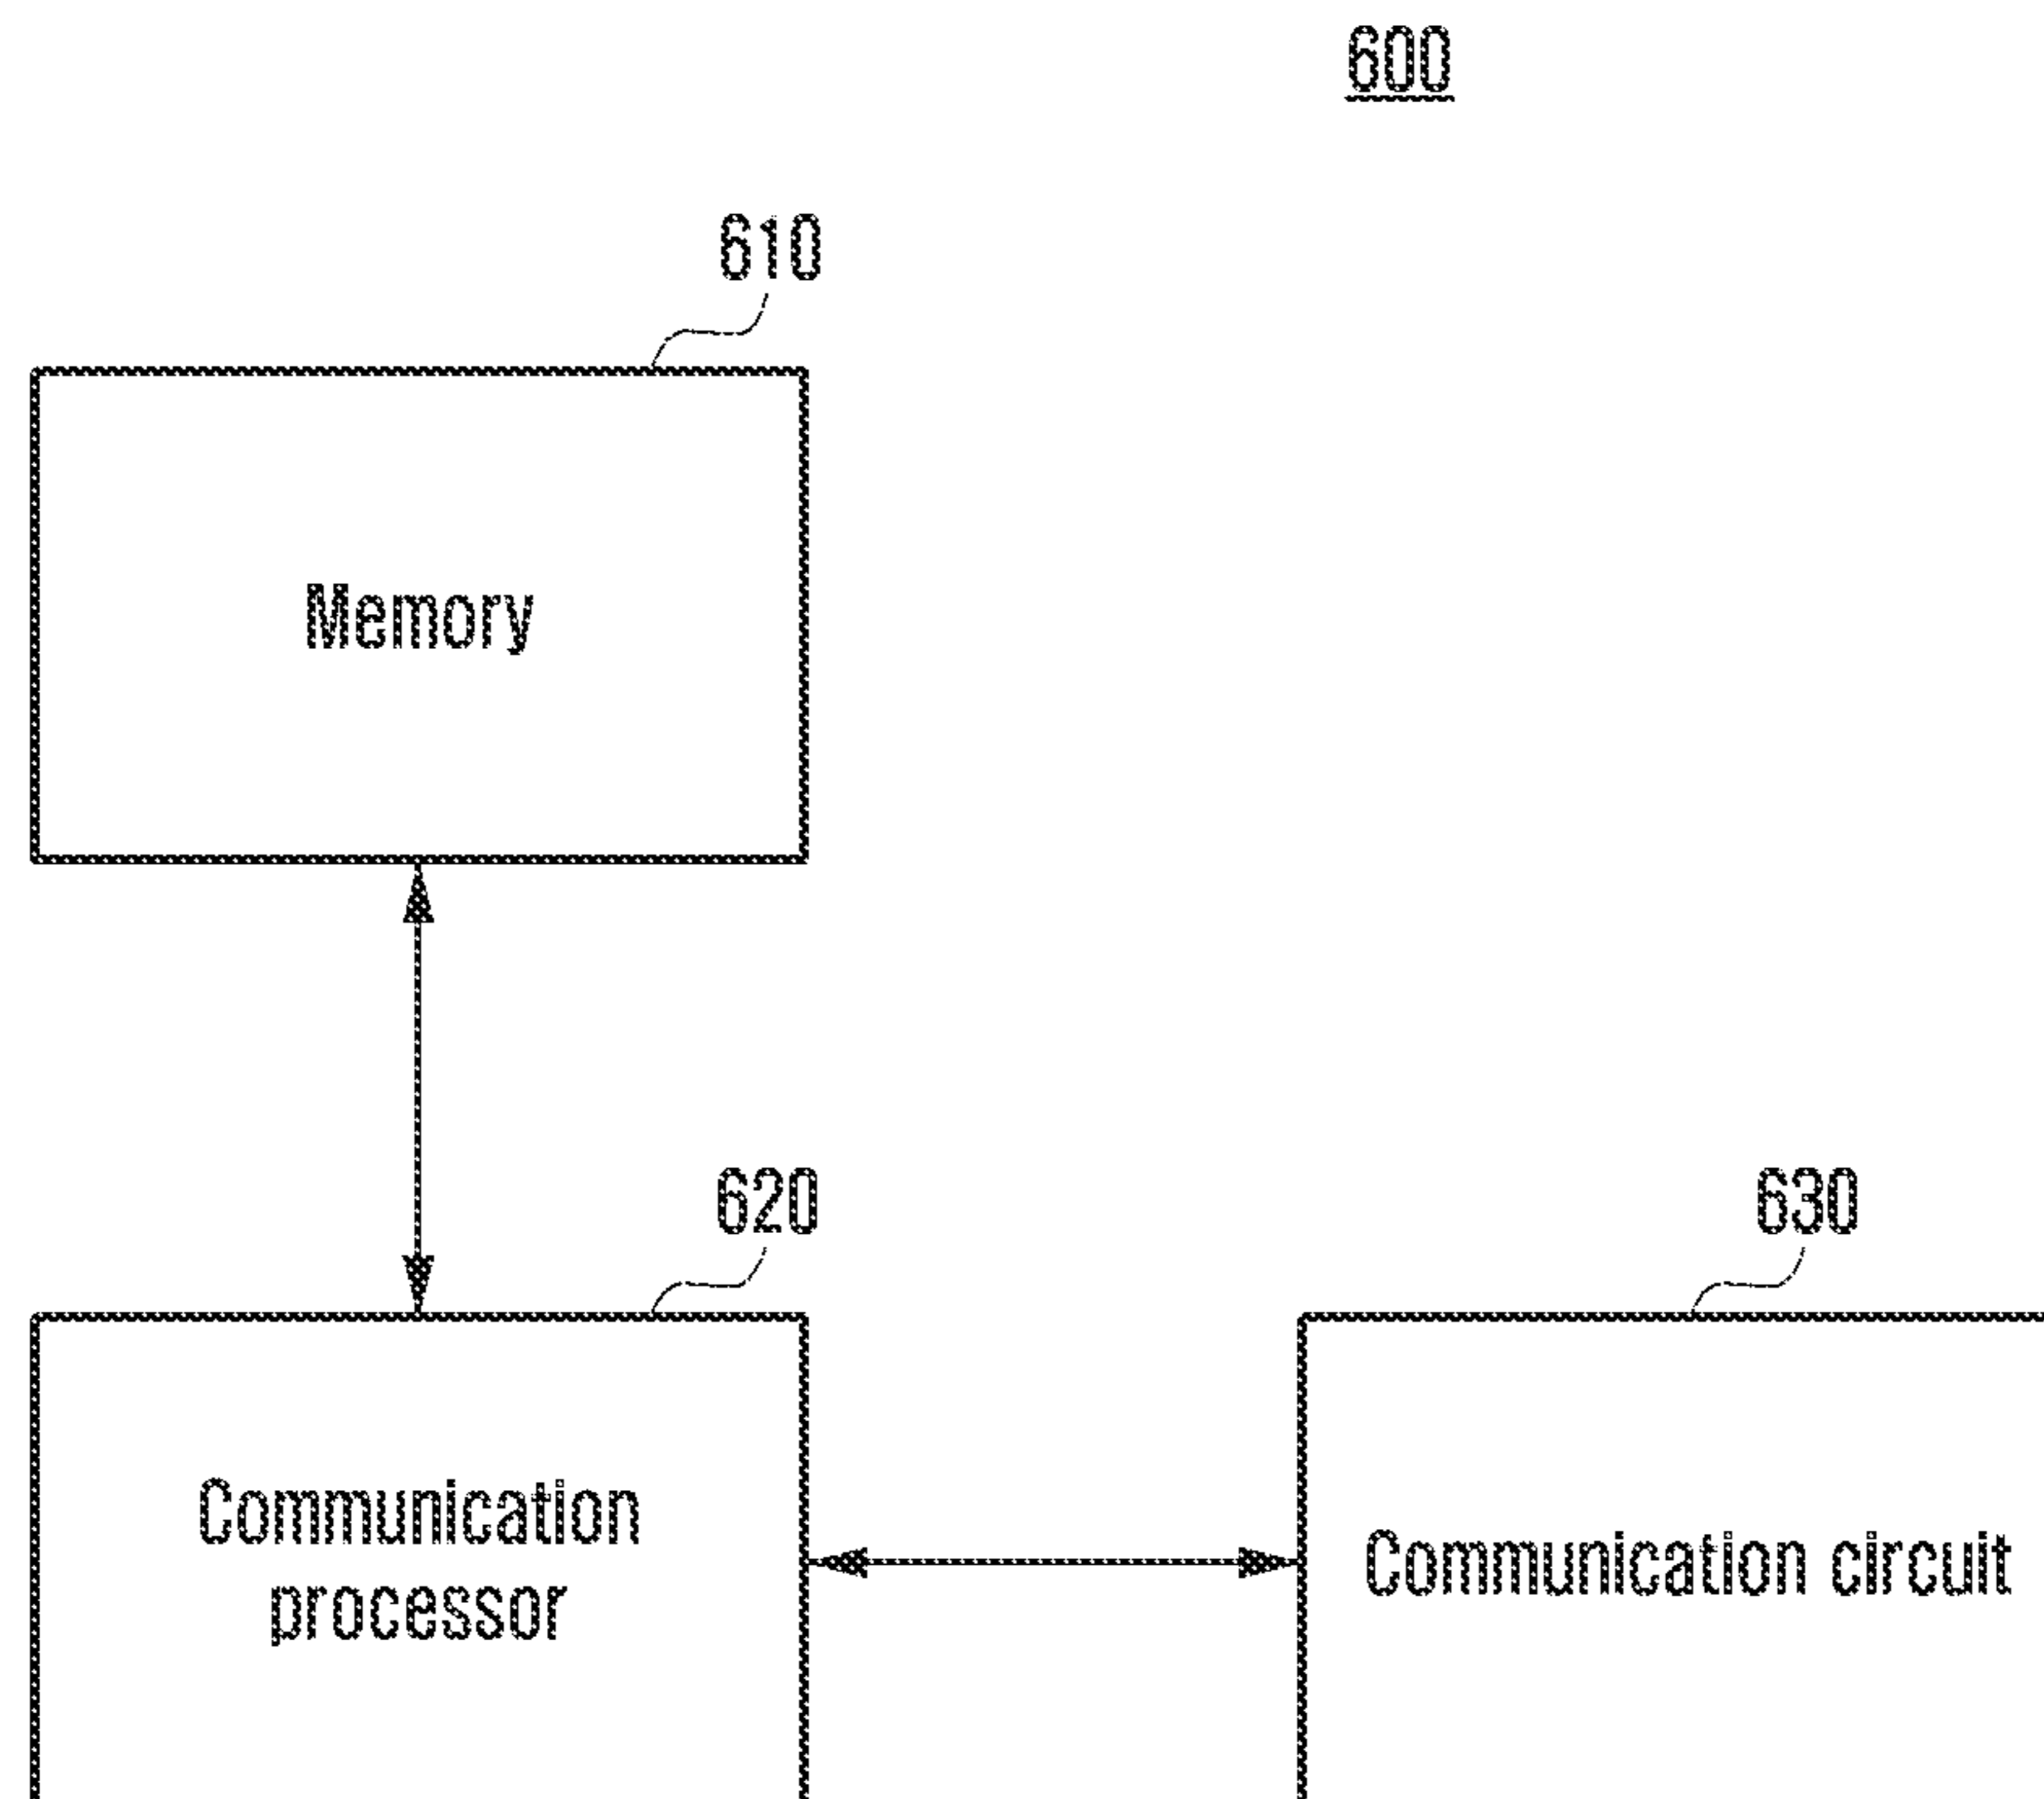 600
610
Memory
620
630
Communication
processor
Communication circuit